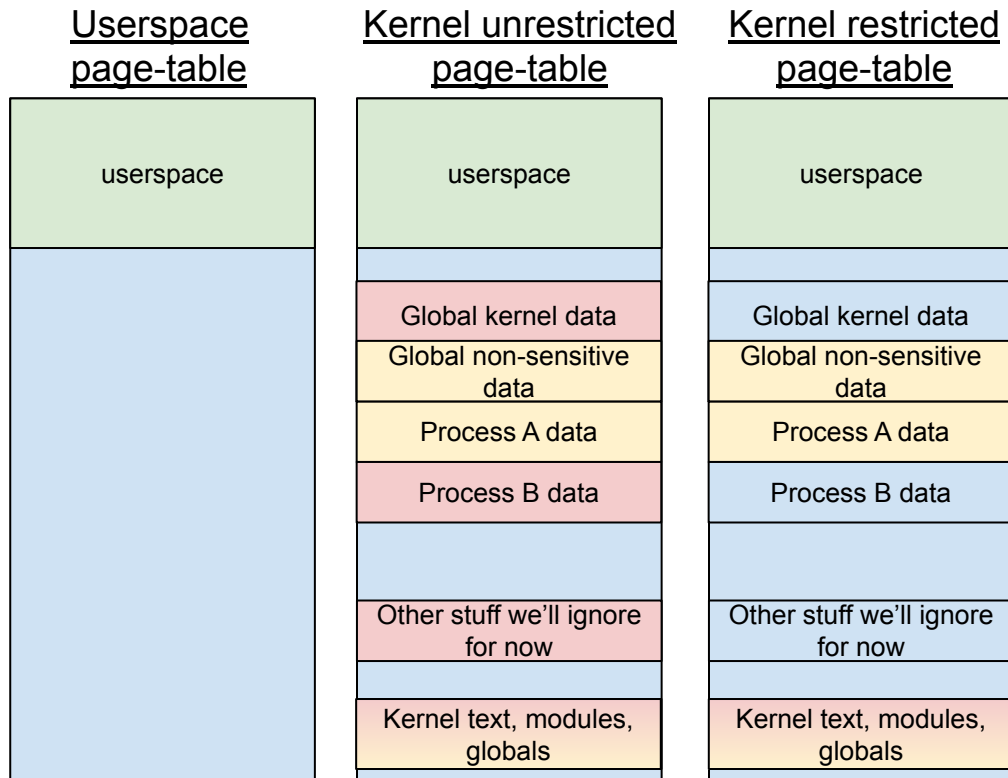 Userspace
page-table
Kernel unrestricted
page-table
Kernel restricted
page-table
userspace
userspace
Global kernel data
Global non-sensitive
data
Process A data
Process B data
Other stuff we'll ignore
for now
Kernel text, modules,
globals
userspace
Global kernel data
Global non-sensitive
data
Process A data
Process B data
Other stuff we'll ignore
for now
Kernel text, modules,
globals